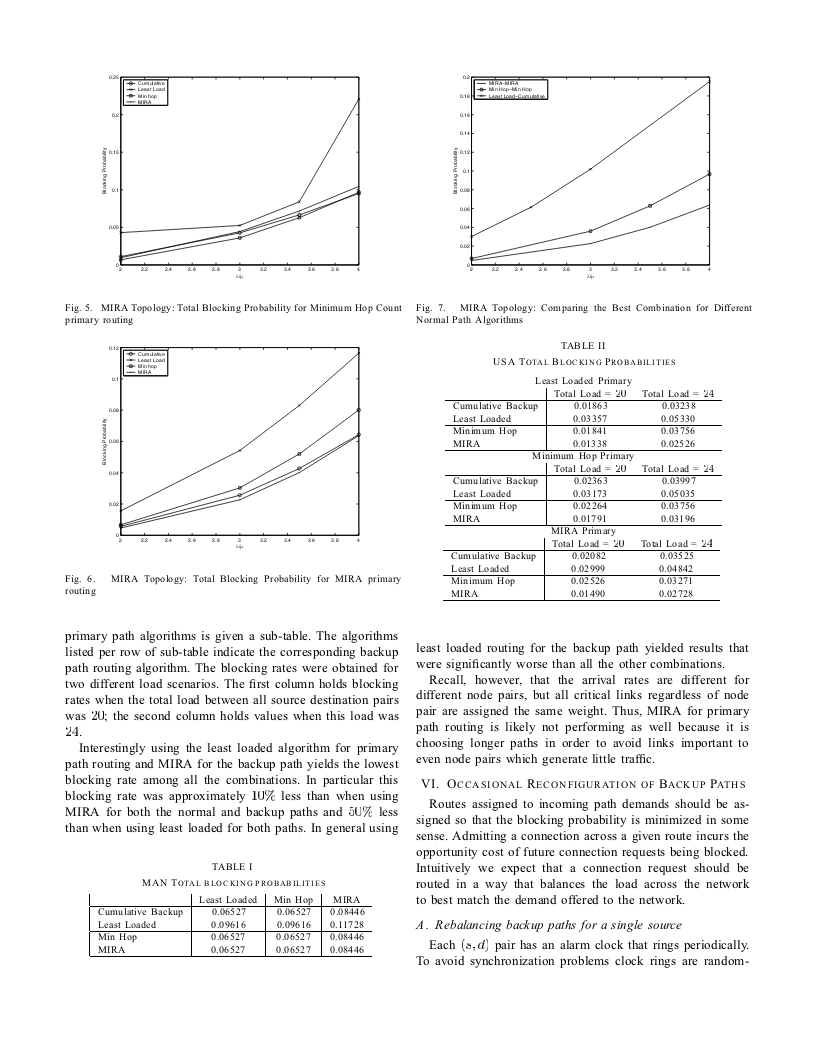 0.25
0.2
0.15
0.1
0.05
0
2 2.2 2.4 2.6 2.8 3 3.2 3.4 3.6 3.8 4
λ/μ
Blocking Probability
Cumulative
Least Load
Min hop
MIRA
Fig. 5. MIRA Topology: Total Blocking Probability for Minimum Hop Count
primary routing
0.12
0.1
0.08
0.06
0.04
0.02
0
2 2.2 2.4 2.6 2.8 3 3.2 3.4 3.6 3.8 4
λ/μ
Blocking Probability
Cumulative
Least Load
Min hop
MIRA
Fig. 6. MIRA Topology: Total Blocking Probability for MIRA primary
routing
primary path algorithms is given a sub-table. The algorithms
listed per row of sub-table indicate the corresponding backup
path routing algorithm. The blocking rates were obtained for
two different load scenarios. The first column holds blocking
rates when the total load between all source destination pairs
was 20; the second column holds values when this load was
24.
Interestingly using the least loaded algorithm for primary
path routing and MIRA for the backup path yields the lowest
blocking rate among all the combinations. In particular this
blocking rate was approximately 10% less than when using
MIRA for both the normal and backup paths and 50% less
than when using least loaded for both paths. In general using
TABLE I
MAN TOTAL BLOCKING PROBABILITIES
Least Loaded Min Hop MIRA
Cumulative Backup 0.06527 0.06527 0.08446
Least Loaded 0.09616 0.09616 0.11728
Min Hop 0.06527 0.06527 0.08446
MIRA 0.06527 0.06527 0.08446
0.2
0.18
0.16
0.14
0.12
0.1
0.08
0.06
0.04
0.02
0
2 2.2 2.4 2.6 2.8 3 3.2 3.4 3.6 3.8 4
λ/μ
Blocking Probability
MIRA–MIRA
Min Hop–Min Hop
Least Load–Cumulative
Fig. 7. MIRA Topology: Comparing the Best Combination for Different
Normal Path Algorithms
TABLE II
USA TOTAL BLOCKING PROBABILITIES
Least Loaded Primary
Total Load = 20 Total Load = 24
Cumulative Backup 0.01863 0.03238
Least Loaded 0.03357 0.05330
Minimum Hop 0.01841 0.03756
MIRA 0.01338 0.02526
Minimum Hop Primary
Total Load = 20 Total Load = 24
Cumulative Backup 0.02363 0.03997
Least Loaded 0.03173 0.05035
Minimum Hop 0.02264 0.03756
MIRA 0.01791 0.03196
MIRA Primary
Total Load = 20 Total Load = 24
Cumulative Backup 0.02082 0.03525
Least Loaded 0.02999 0.04842
Minimum Hop 0.02526 0.03271
MIRA 0.01490 0.02728
least loaded routing for the backup path yielded results that
were significantly worse than all the other combinations.
Recall, however, that the arrival rates are different for
different node pairs, but all critical links regardless of node
pair are assigned the same weight. Thus, MIRA for primary
path routing is likely not performing as well because it is
choosing longer paths in order to avoid links important to
even node pairs which generate little traffic.
VI. OCCASIONAL RECONFIGURATION OF BACKUP PATHS
Routes assigned to incoming path demands should be as-
signed so that the blocking probability is minimized in some
sense. Admitting a connection across a given route incurs the
opportunity cost of future connection requests being blocked.
Intuitively we expect that a connection request should be
routed in a way that balances the load across the network
to best match the demand offered to the network.
A. Rebalancing backup paths for a single source
Each (s, d) pair has an alarm clock that rings periodically.
To avoid synchronization problems clock rings are random-